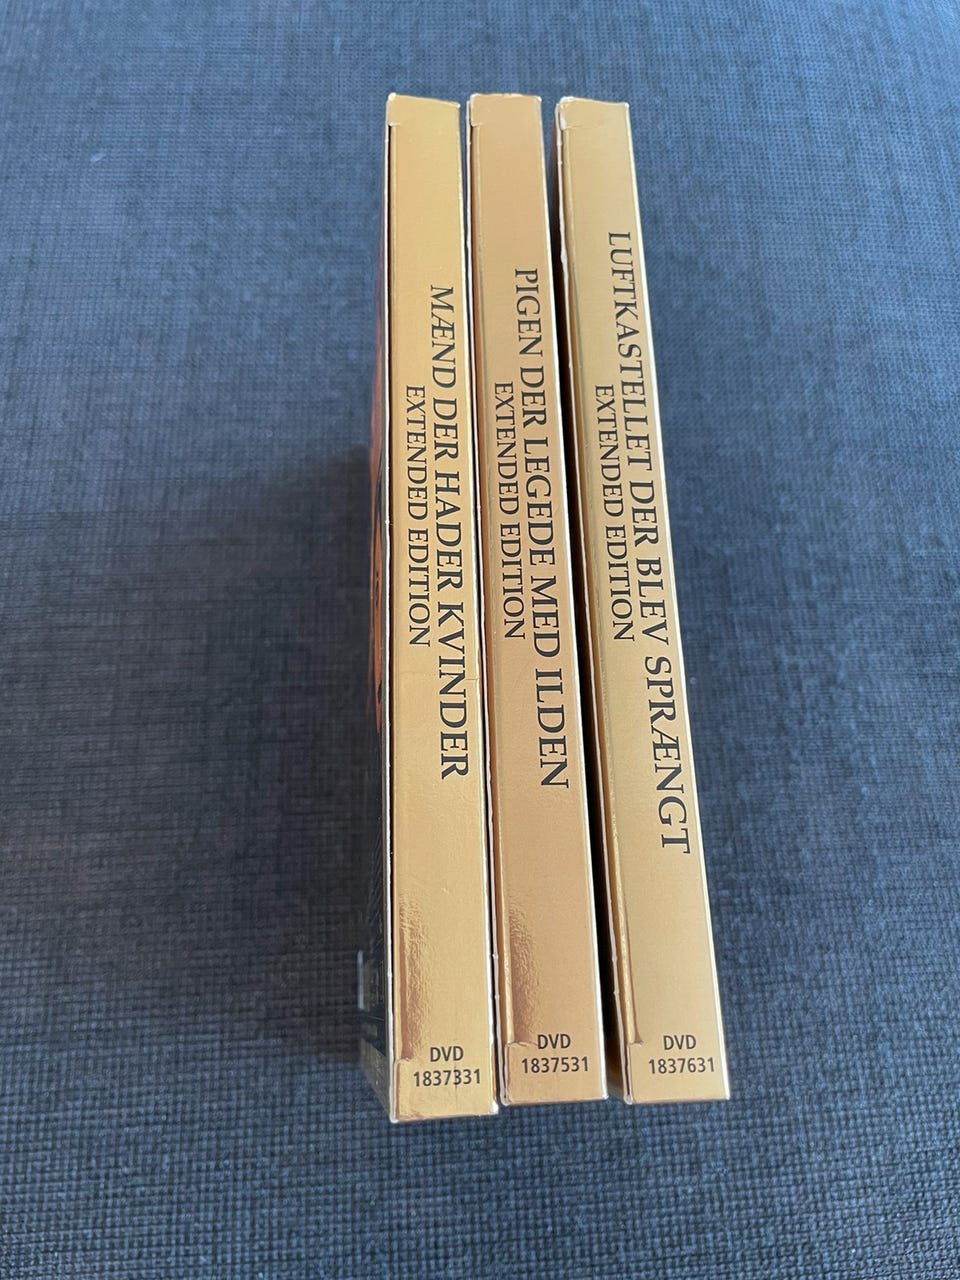 MÆND DER HADER KVINDER
EXTENDED EDITION
DVD
1837331
PIGEN DER LEGEDE MED ILDEN
EXTENDED EDITION
DVD
1837531
LUFTKASTELLET DER BLEV SPRÆNGT
EXTENDED EDITION
DVD
1837631